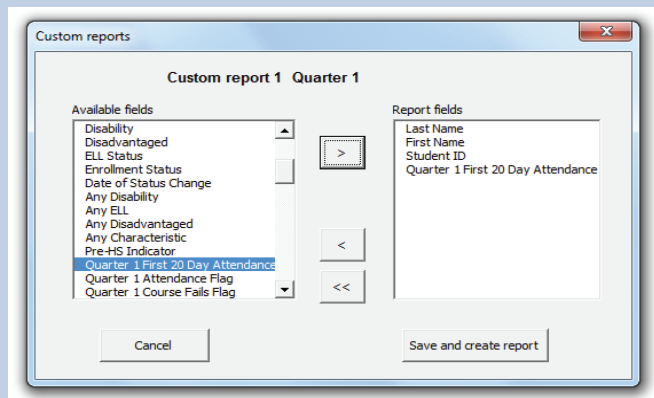 Custom reports
Custom report 1 Quarter 1
Available fields
Disability
Disadvantaged
ELL Status
Enrollment Status
Date of Status Change
Any Disability
Any ELL
Any Disadvantaged
Any Characteristic
Pre-HS Indicator
Quarter 1 First 20 Day Attendance
Quarter 1 Attendance Flag
Quarter 1 Course Fails Flag
>
<
<<
Report fields
Last Name
First Name
Student ID
Quarter 1 First 20 Day Attendance
Cancel
Save and create report